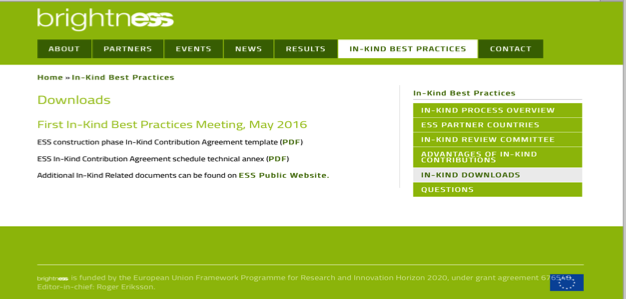 brightness
ABOUT PARTNERS EVENTS NEWS RESULTS IN-KIND BEST PRACTICES CONTACT
Home » In-Kind Best Practices
Downloads
First In-Kind Best Practices Meeting, May 2016
ESS construction phase In-Kind Contribution Agreement template (PDF)
ESS In-Kind Contribution Agreement schedule technical annex (PDF)
Additional In-Kind Related documents can be found on ESS Public Website.
In-Kind Best Practices
IN-KIND PROCESS OVERVIEW
ESS PARTNER COUNTRIES
IN-KIND REVIEW COMMITTEE
ADVANTAGES OF IN-KIND
CONTRIBUTIONS
IN-KIND DOWNLOADS
QUESTIONS
brightness is funded by the European Union Framework Programme for Research and Innovation Horizon 2020, under grant agreement
Editor-in-chief: Roger Eriksson.